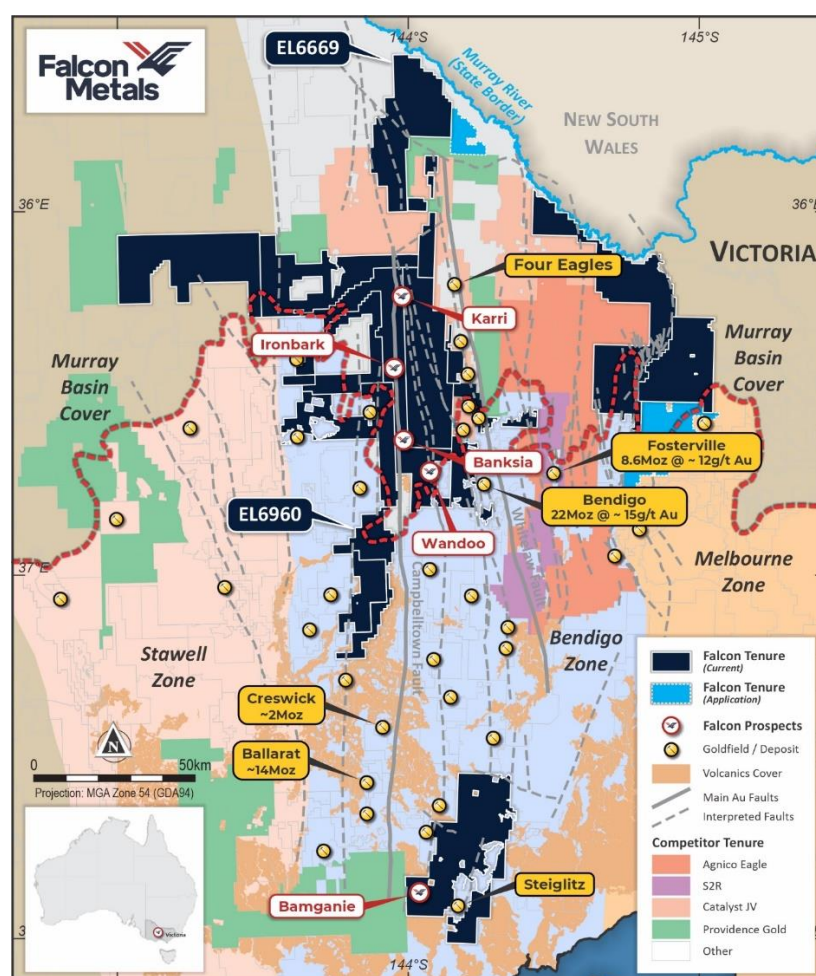 Falcon
Metals
EL6669
144°S
145°S
Murray River
(State Border)
NEW SOUTH
WALES
36°E
36°E
VICTORIA
Four Eagles
Karri
Ironbark
Murray
Basin
Cover
Murray
Basin
Cover
Banksia
Fosterville
8.6Moz @ ~ 12g/t Au
Bendigo
22Moz @ ~ 15g/t Au
EL6960
Wandoo
Whitelaw Fault
Campbelltown Fault
37°E
37°E
Melbourne
Zone
Bendigo
Zone
Stawell
Zone
Creswick
~2Moz
Ballarat
~14Moz
N
0
50km
Projection: MGA Zone 54 (GDA94)
Victoria
Bamganie
Steiglitz
144°S
Falcon Tenure
(Current)
Falcon Tenure
(Application)
Falcon Prospects
Goldfield / Deposit
Volcanics Cover
Main Au Faults
Interpreted Faults
Competitor Tenure
Agnico Eagle
S2R
Catalyst JV
Providence Gold
Other